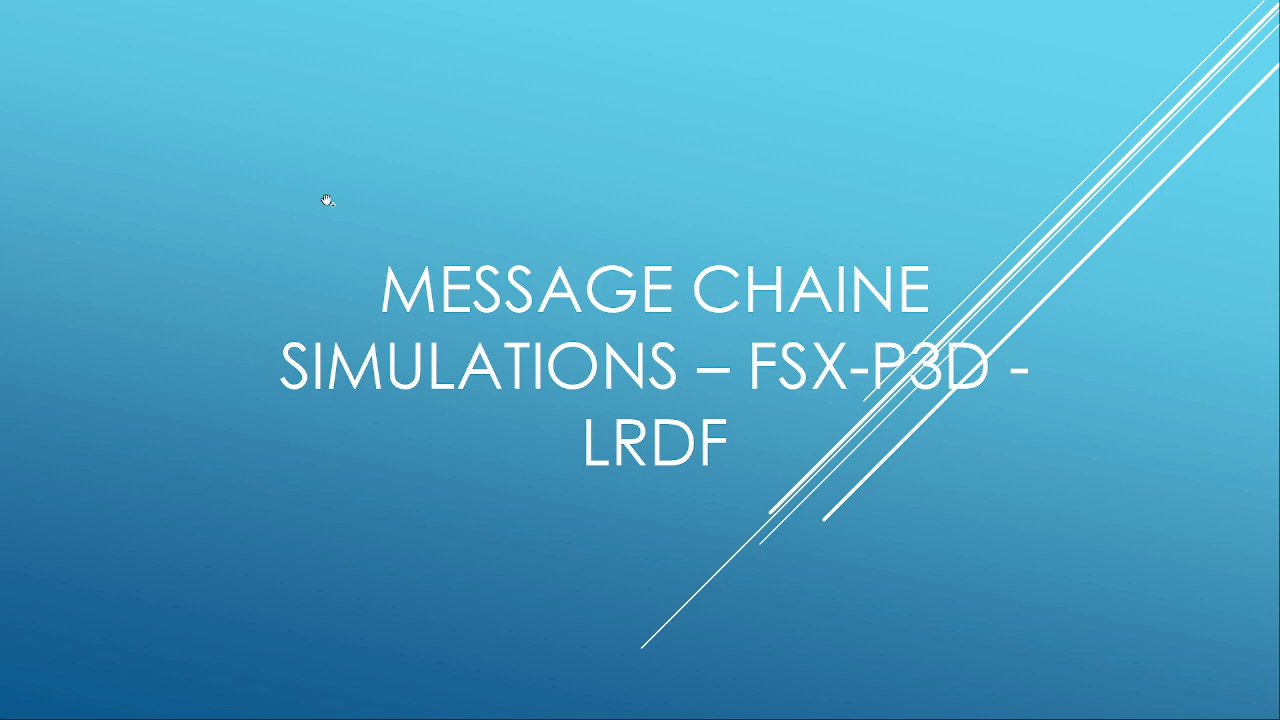 MESSAGE CHAINE
SIMULATIONS – FSX-P3D -
LRDF